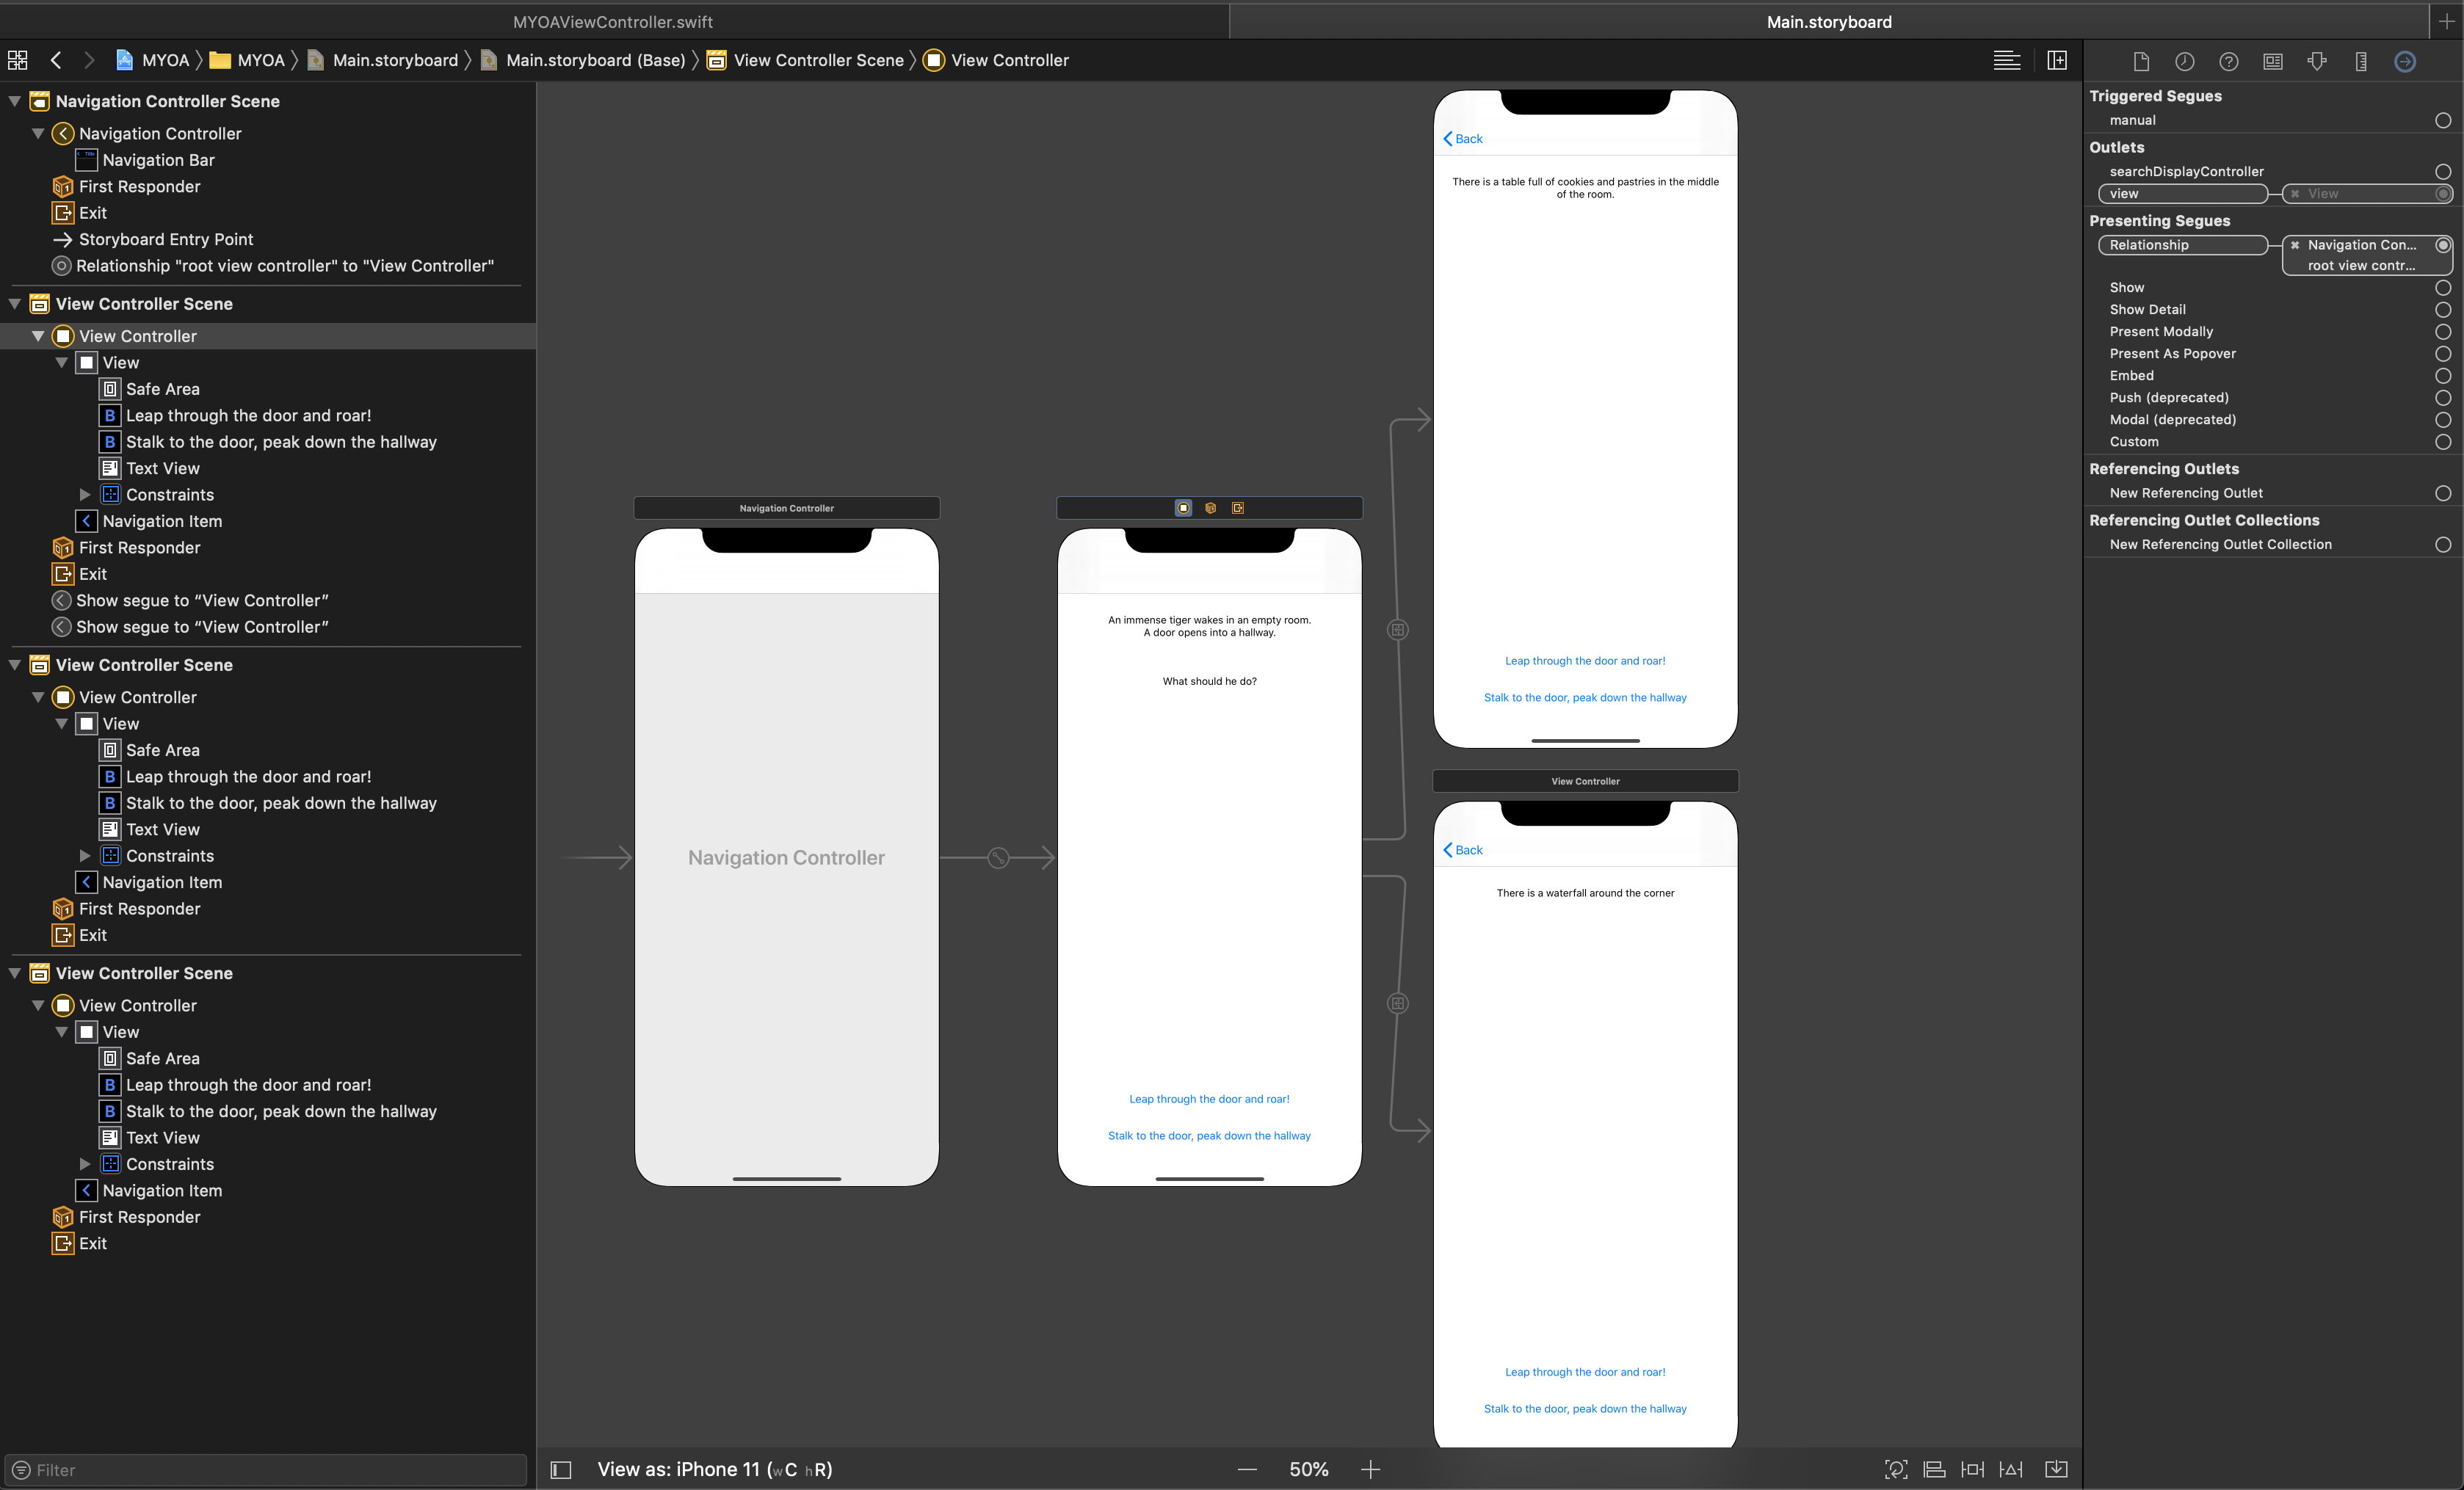 MYOAViewController.swift
Main.storyboard
MYOA
MYOA
Main.storyboard
Main.storyboard (Base)
View Controller Scene
View Controller
Navigation Controller Scene
Navigation Controller
Navigation Bar
First Responder
Exit
Storyboard Entry Point
Relationship "root view controller" to "View Controller"
View Controller Scene
View Controller
View
Safe Area
B Leap through the door and roar!
B Stalk to the door, peak down the hallway
Text View
Constraints
Navigation Item
First Responder
Exit
Show segue to “View Controller”
Show segue to “View Controller”
View Controller Scene
View Controller
View
Safe Area
B Leap through the door and roar!
B Stalk to the door, peak down the hallway
Text View
Constraints
Navigation Item
First Responder
Exit
View Controller Scene
View Controller
View
Safe Area
B Leap through the door and roar!
B Stalk to the door, peak down the hallway
Text View
Constraints
Navigation Item
First Responder
Exit
Filter
Navigation Controller
Navigation Controller
An immense tiger wakes in an empty room.
A door opens into a hallway.
What should he do?
Leap through the door and roar!
Stalk to the door, peak down the hallway
Back
There is a table full of cookies and pastries in the middle
of the room.
Leap through the door and roar!
Stalk to the door, peak down the hallway
View Controller
Back
There is a waterfall around the corner
Leap through the door and roar!
Stalk to the door, peak down the hallway
View as: iPhone 11 (wC hR)
50%
Triggered Segues
manual
Outlets
searchDisplayController
view
View
Presenting Segues
Relationship
Navigation Con...
root view contr...
Show
Show Detail
Present Modally
Present As Popover
Embed
Push (deprecated)
Modal (deprecated)
Custom
Referencing Outlets
New Referencing Outlet
Referencing Outlet Collections
New Referencing Outlet Collection